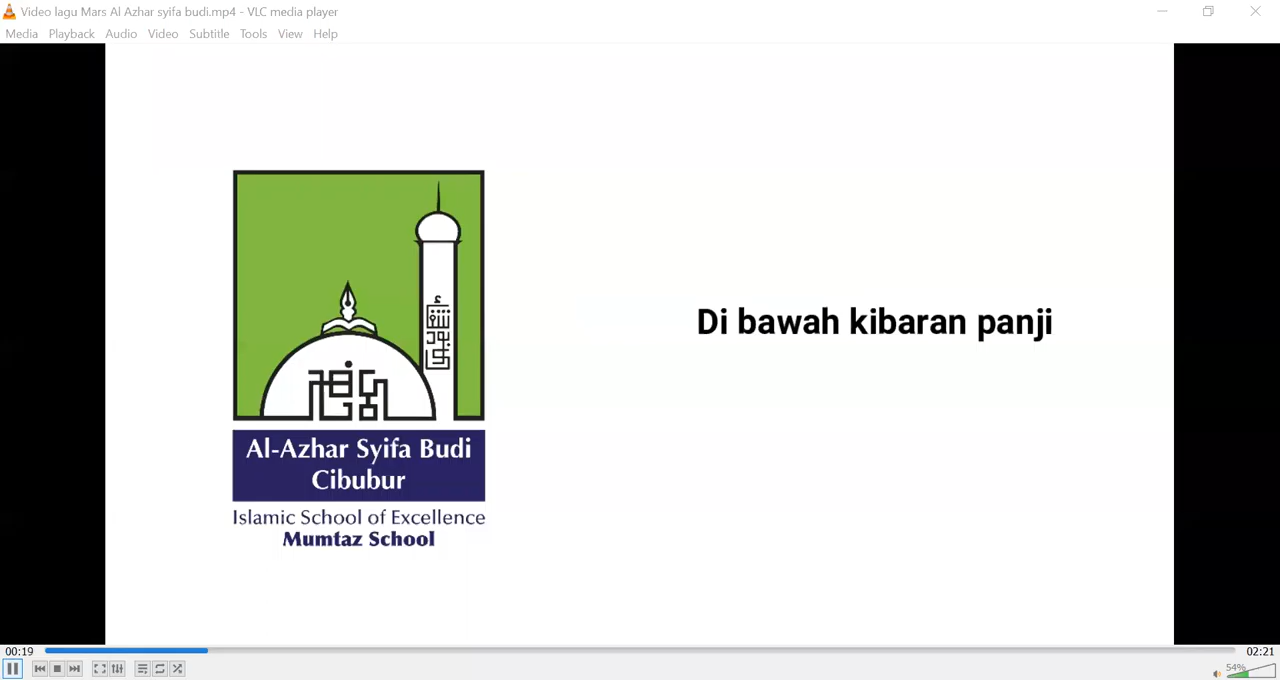 Video lagu Mars Al Azhar syifa budi.mp4 - VLC media player
Media Playback Audio Video Subtitle Tools View Help
Di bawah kibaran panji
Al-Azhar Syifa Budi
Cibubur
Islamic School of Excellence
Mumtaz School
00:19
02:21
54%